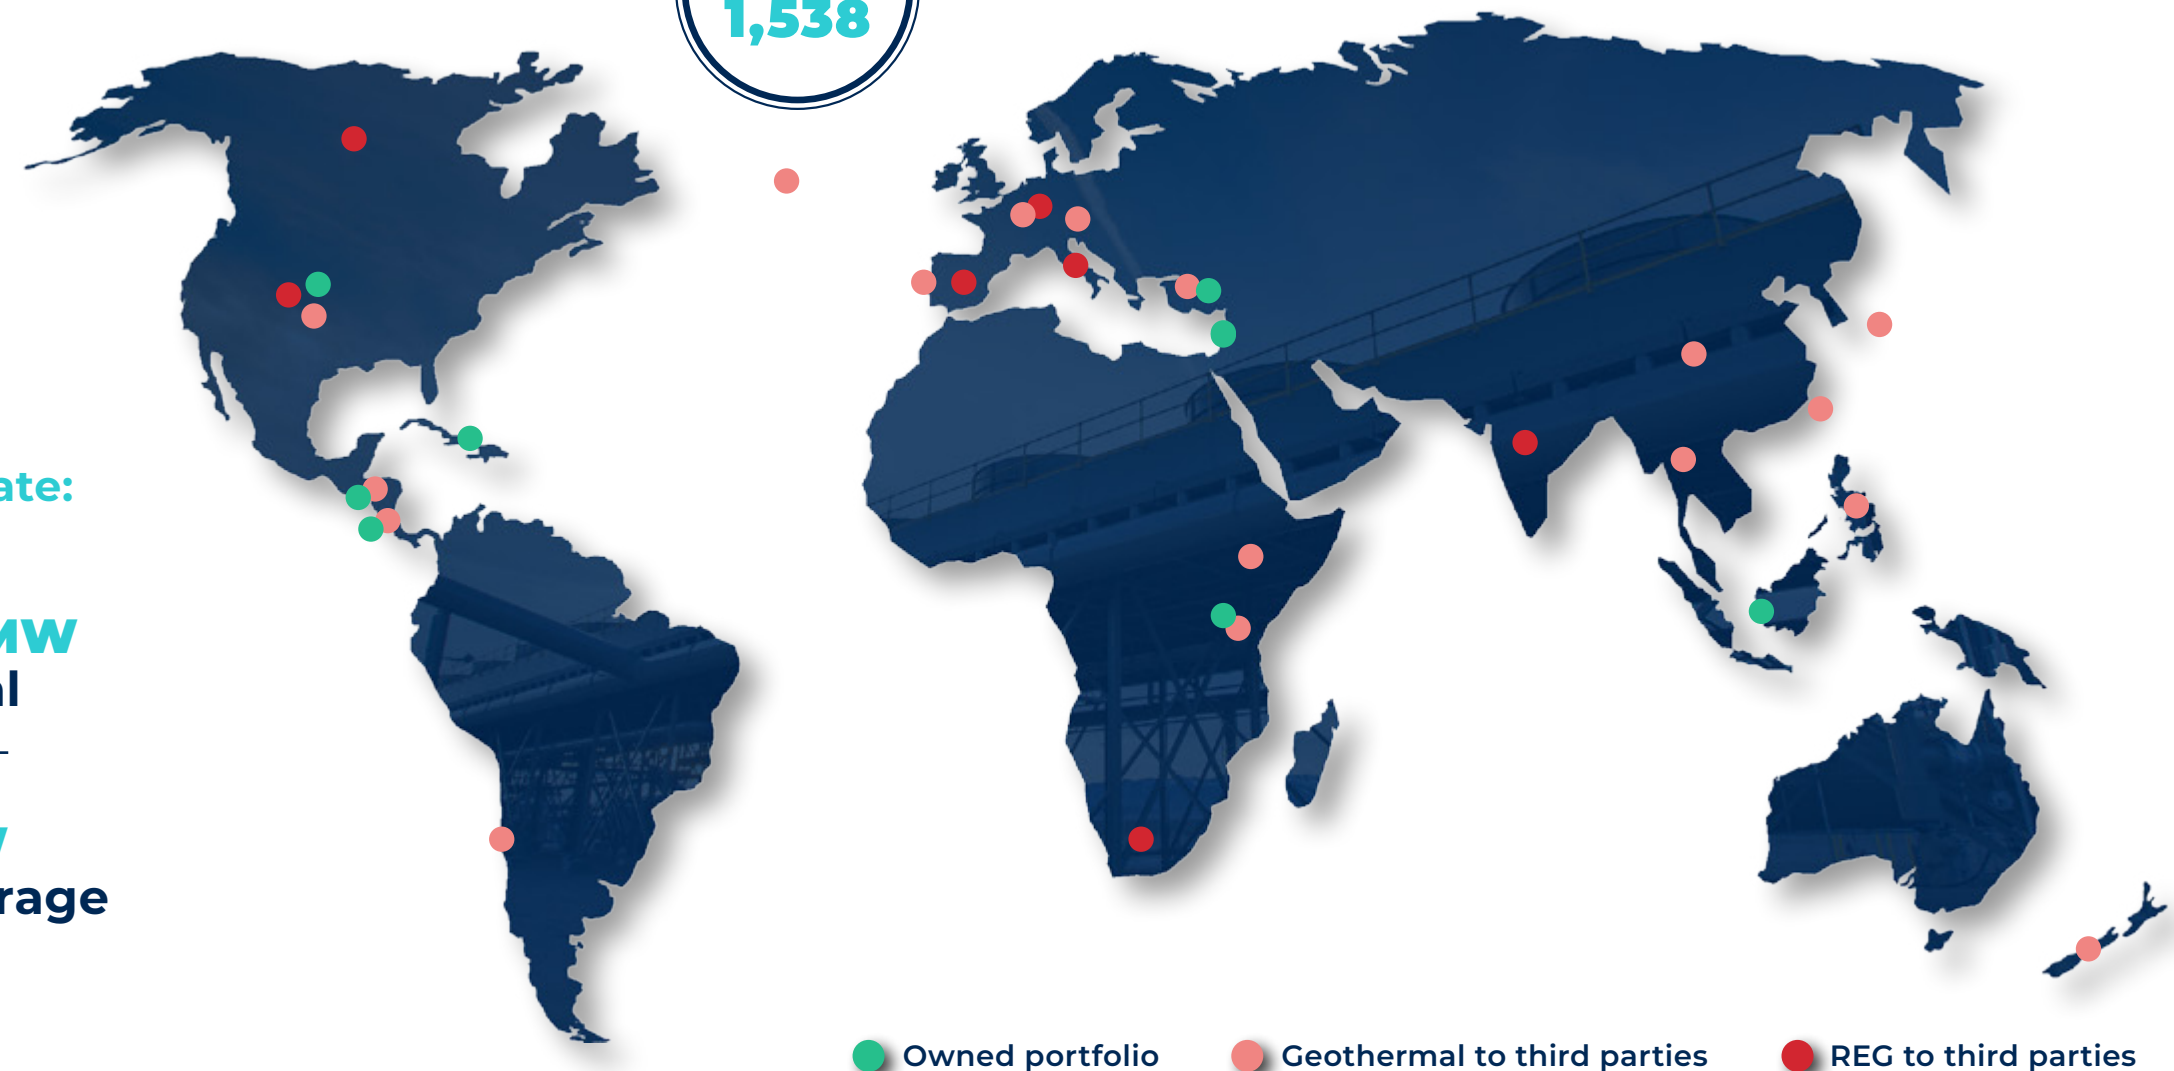 1,538
ate:
MW
al
rage
Owned portfolio
Geothermal to third parties
REG to third parties